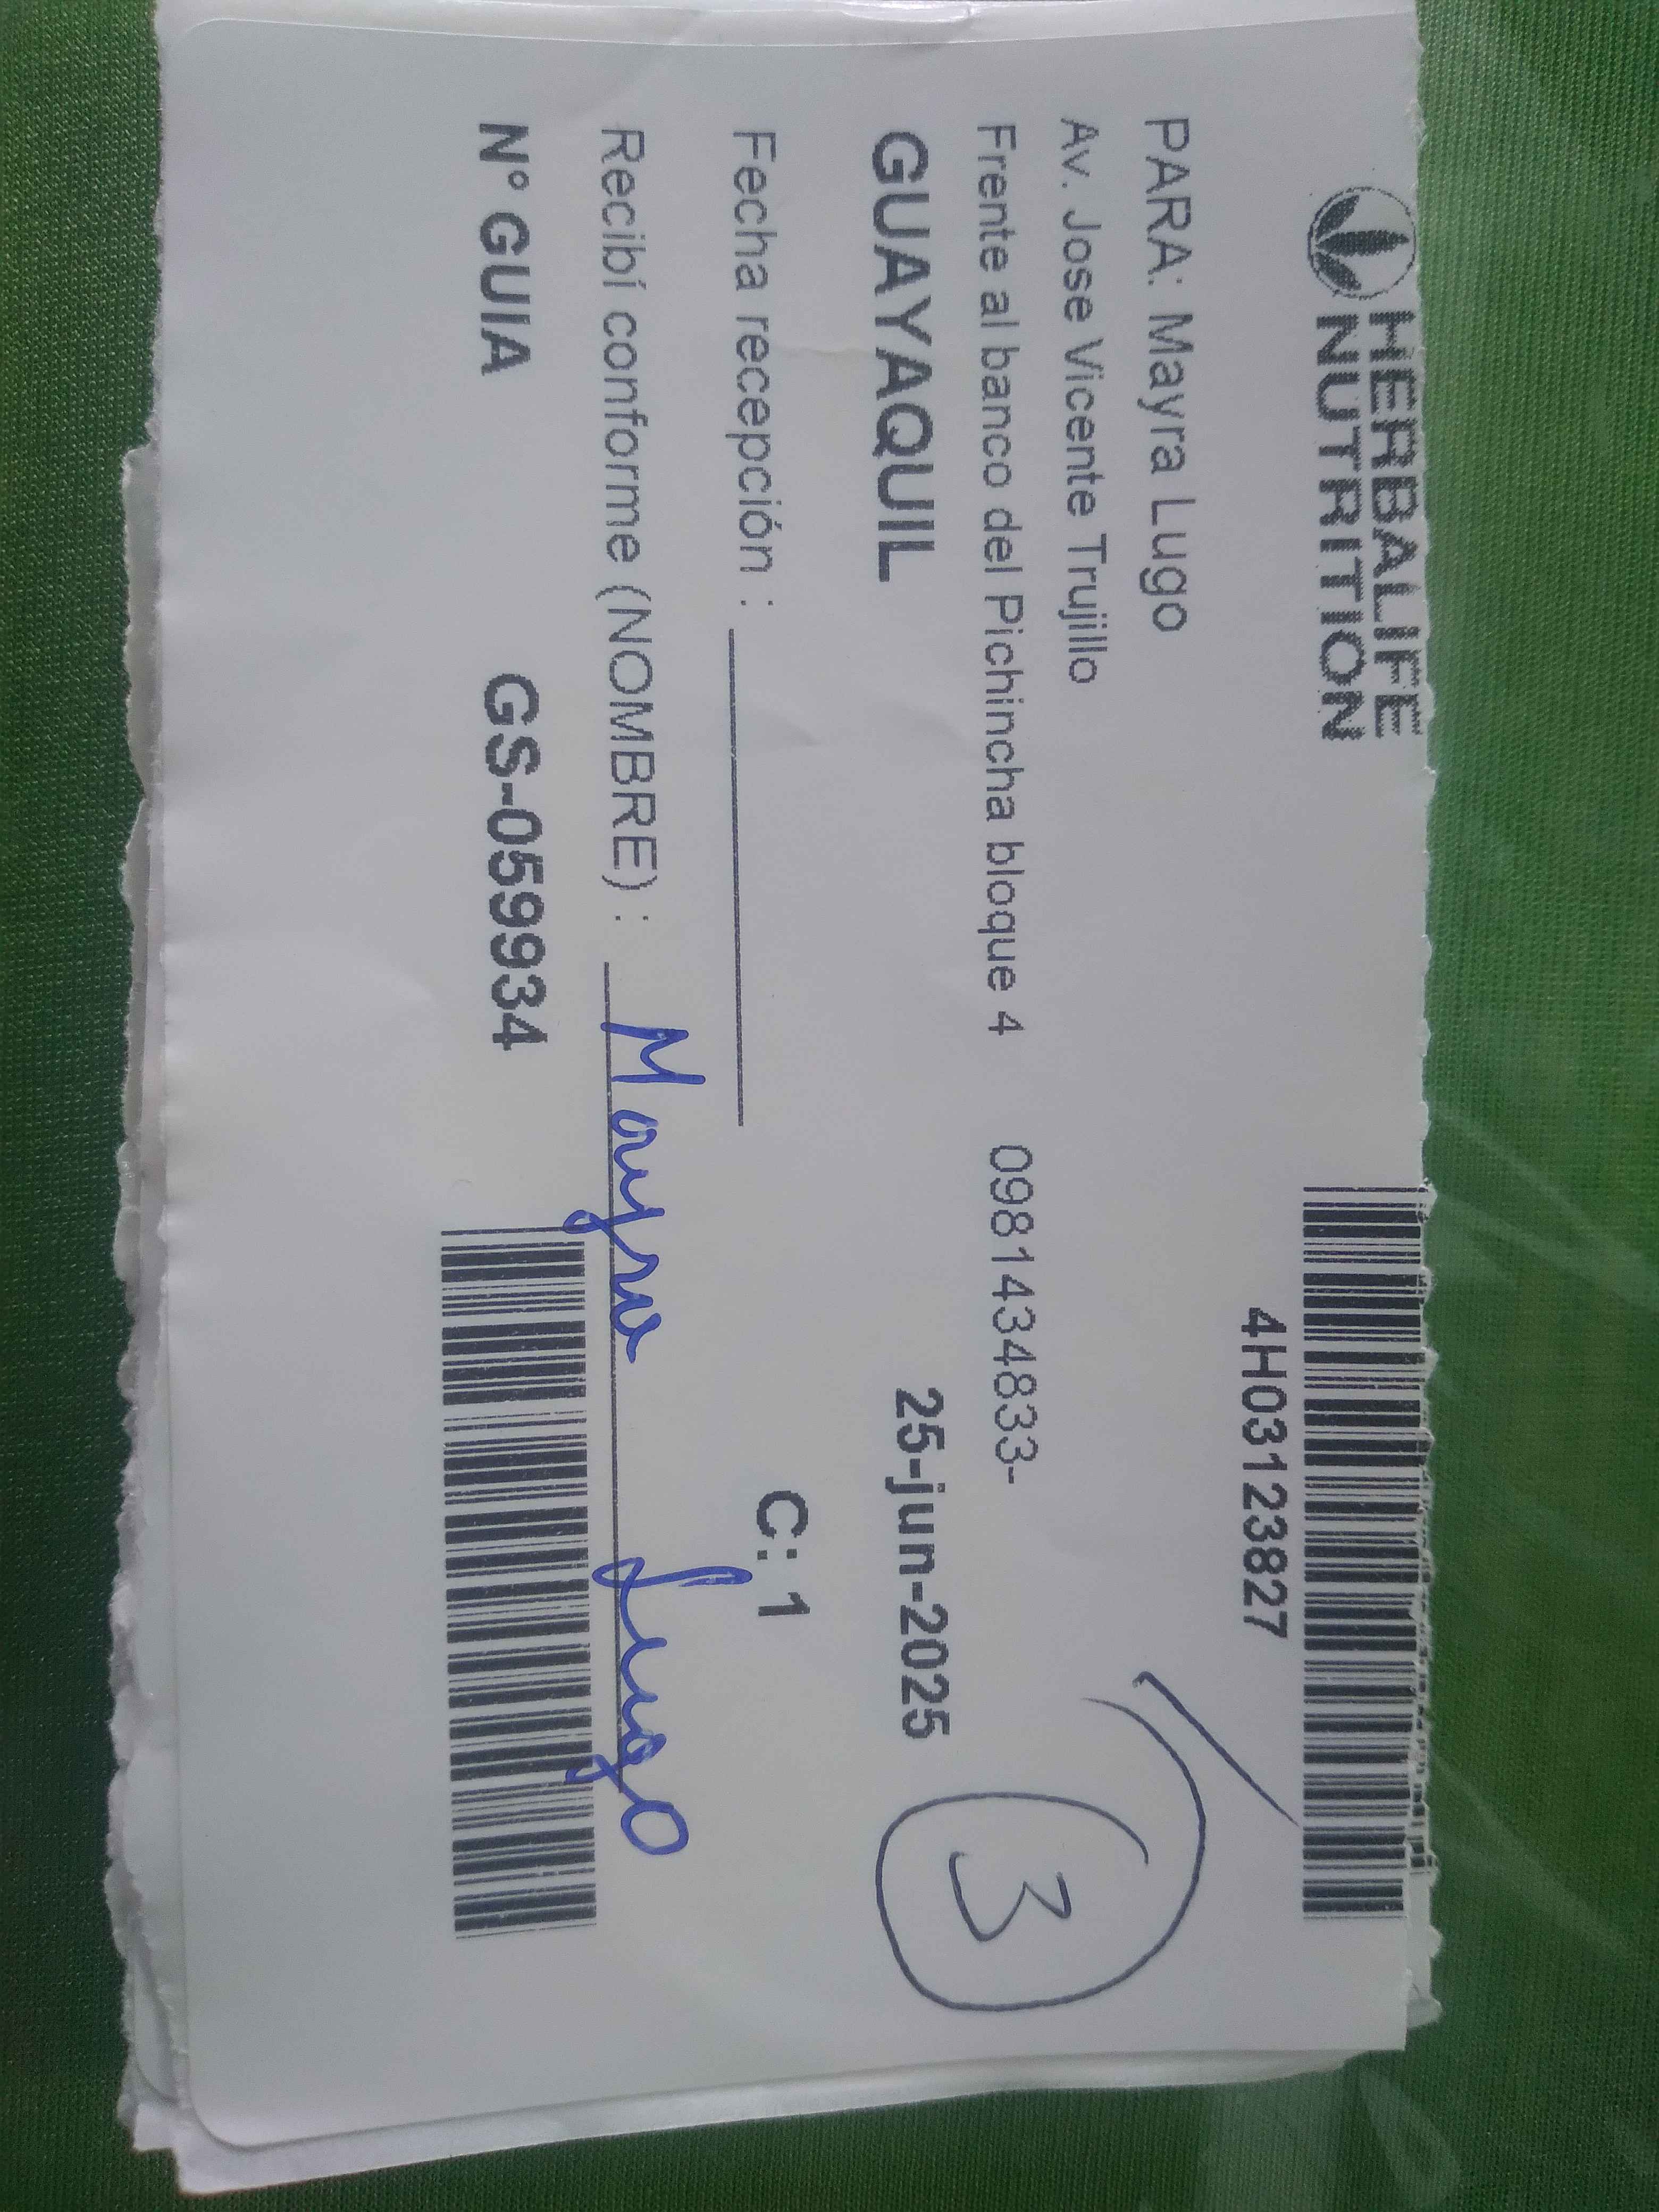 HERBALIFE
NUTRITION
4H03123827
PARA: Mayra Lugo
Av. Jose Vicente Trujillo
Frente al banco del Pichincha bloque 4 0981434833-
3
GUAYAQUIL 25-jun-2025
Fecha recepción : C: 1
Recibí conforme (NOMBRE) : Mayra Lugo
N° GUIA GS-059934